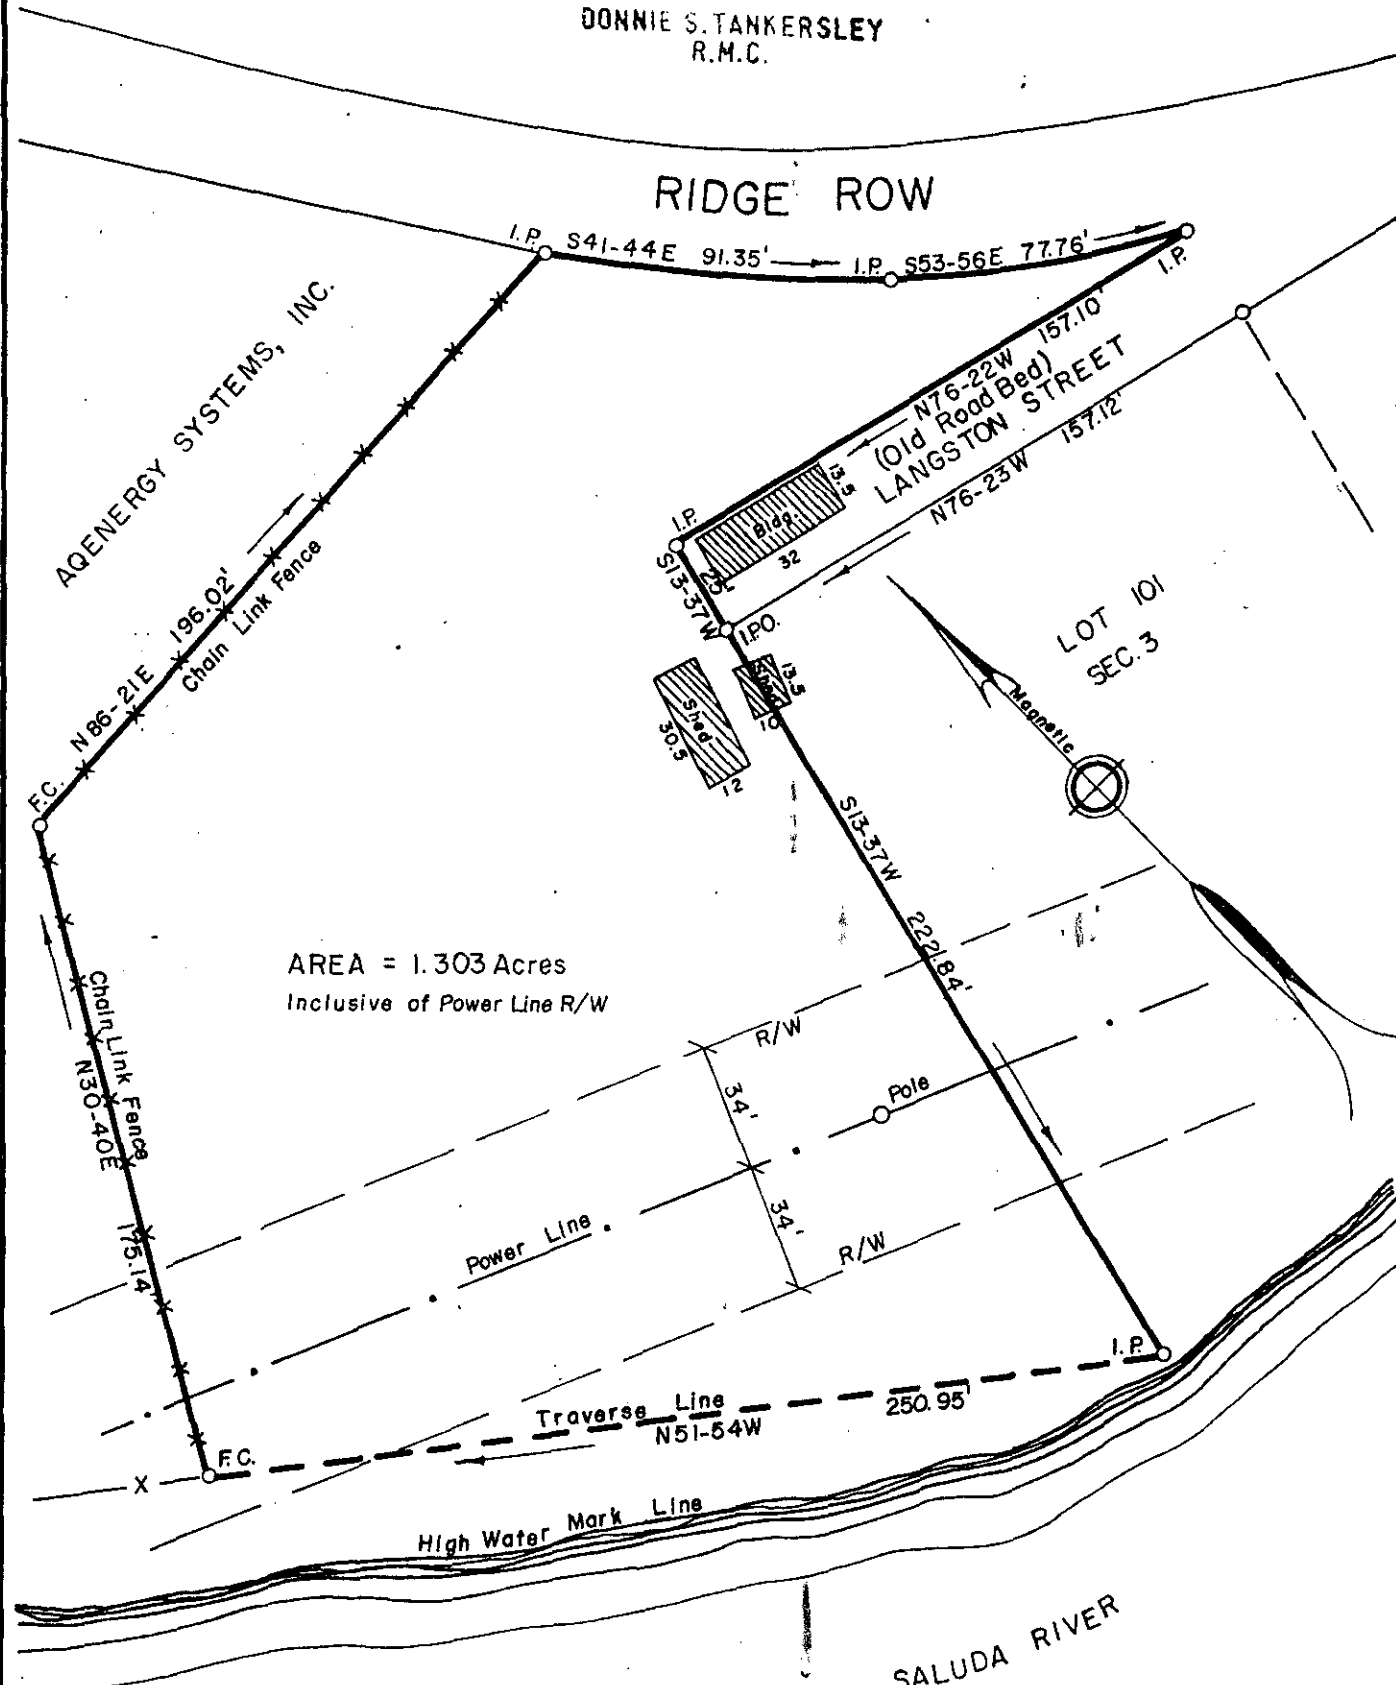 DONNIE S. TANKERSLEY
R.M.C.
RIDGE ROW
I.P. S41-44E 91.35' I.P. S53-56E 77.76'
I.P.
AQENERGY SYSTEMS, INC.
N76-22W 157.10'
(Old Road Bed)
LANGSTON STREET
N76-23W 157.12'
I.P.
Bldg.
13.5
32
25'
S13-37W
I.P.O.
N86-21E 196.02'
Chain Link Fence
LOT 101
SEC. 3
Shed
30.5
12
Shed
13.5
10
Magnetic
F.C.
S13-37W 222.84'
AREA = 1.303 Acres
Inclusive of Power Line R/W
Chain Link Fence
N30-40E 175.14'
R/W
34'
Pole
34'
Power Line
R/W
I.P.
Traverse Line
N51-54W
250.95'
F.C.
X
High Water Mark Line
SALUDA RIVER